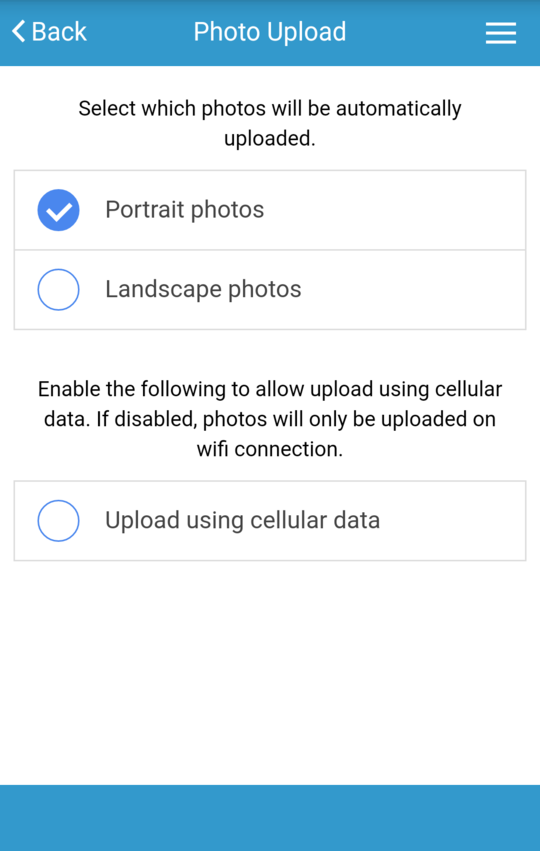 Back
Photo Upload
Select which photos will be automatically
uploaded.
Portrait photos
Landscape photos
Enable the following to allow upload using cellular
data. If disabled, photos will only be uploaded on
wifi connection.
Upload using cellular data